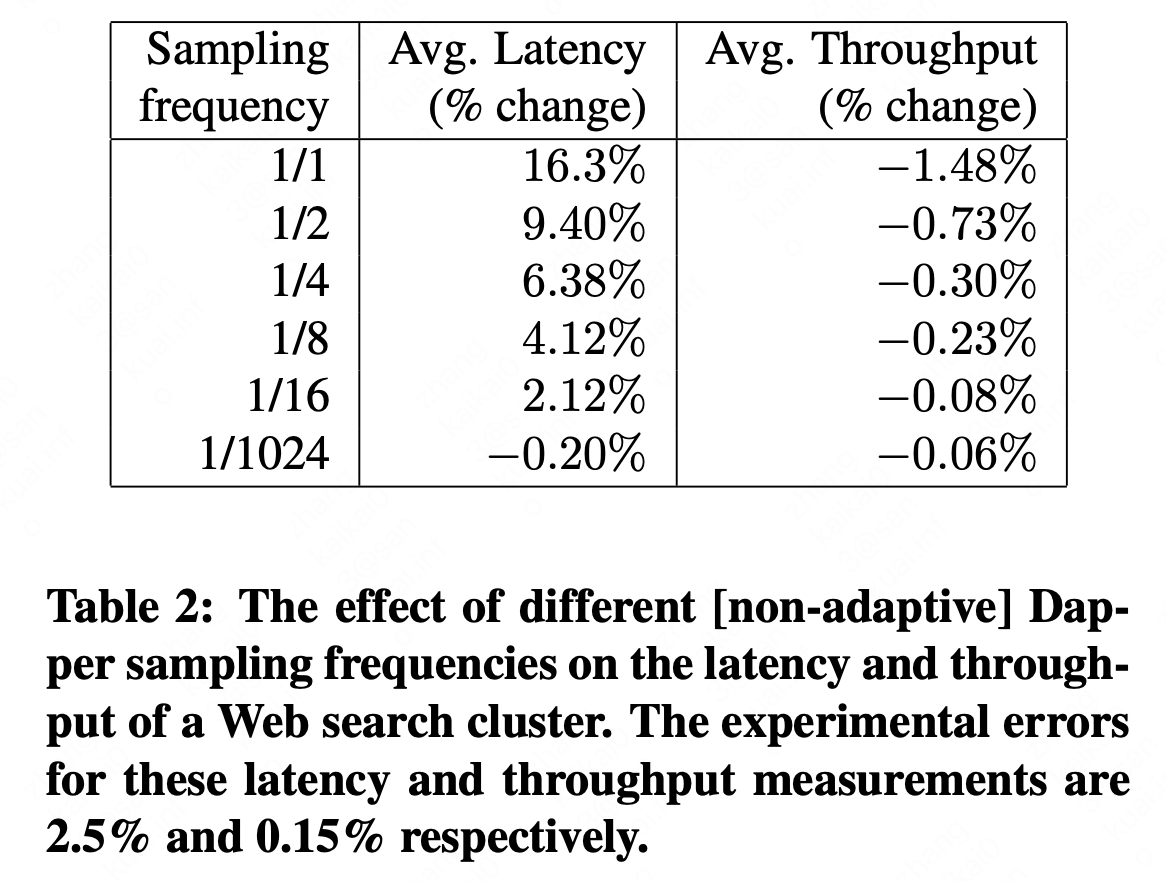 Sampling Avg. Latency Avg. Throughput
frequency (% change) (% change)
1/1 16.3% −1.48%
1/2 9.40% −0.73%
1/4 6.38% −0.30%
1/8 4.12% −0.23%
1/16 2.12% −0.08%
1/1024 −0.20% −0.06%
Table 2: The effect of different [non-adaptive] Dap-
per sampling frequencies on the latency and through-
put of a Web search cluster. The experimental errors
for these latency and throughput measurements are
2.5% and 0.15% respectively.